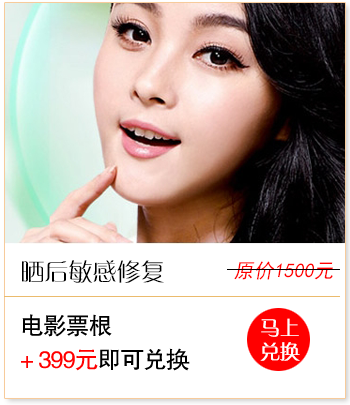 晒后敏感修复
原价1500元
电影票根
+ 399元即可兑换
马上
兑换